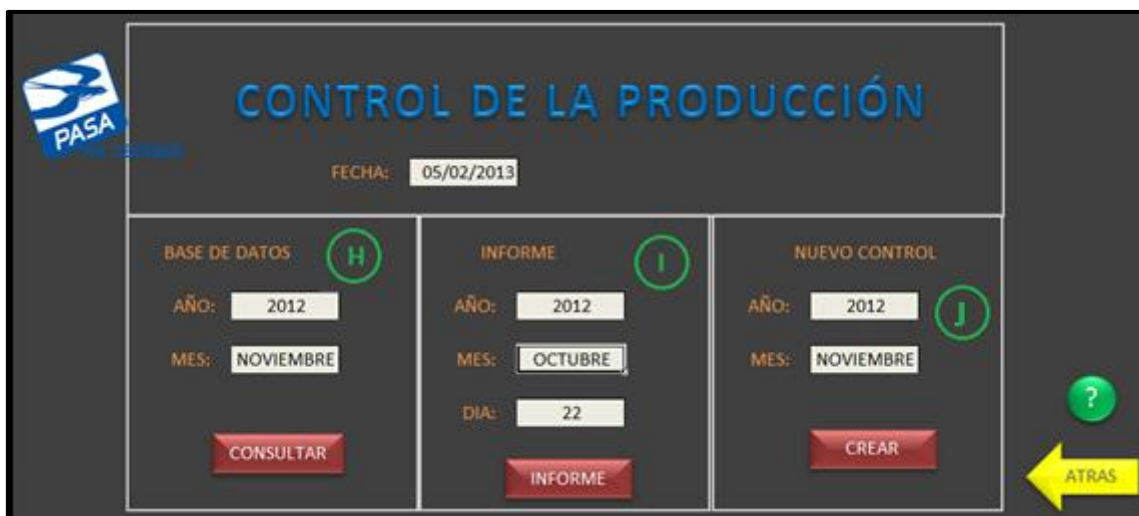 CONTROL DE LA PRODUCCIÓN
PASA
FECHA: 05/02/2013
BASE DE DATOS H
AÑO: 2012
MES: NOVIEMBRE
CONSULTAR
INFORME I
AÑO: 2012
MES: OCTUBRE
DIA: 22
INFORME
NUEVO CONTROL
AÑO: 2012 J
MES: NOVIEMBRE
CREAR
?
ATRAS